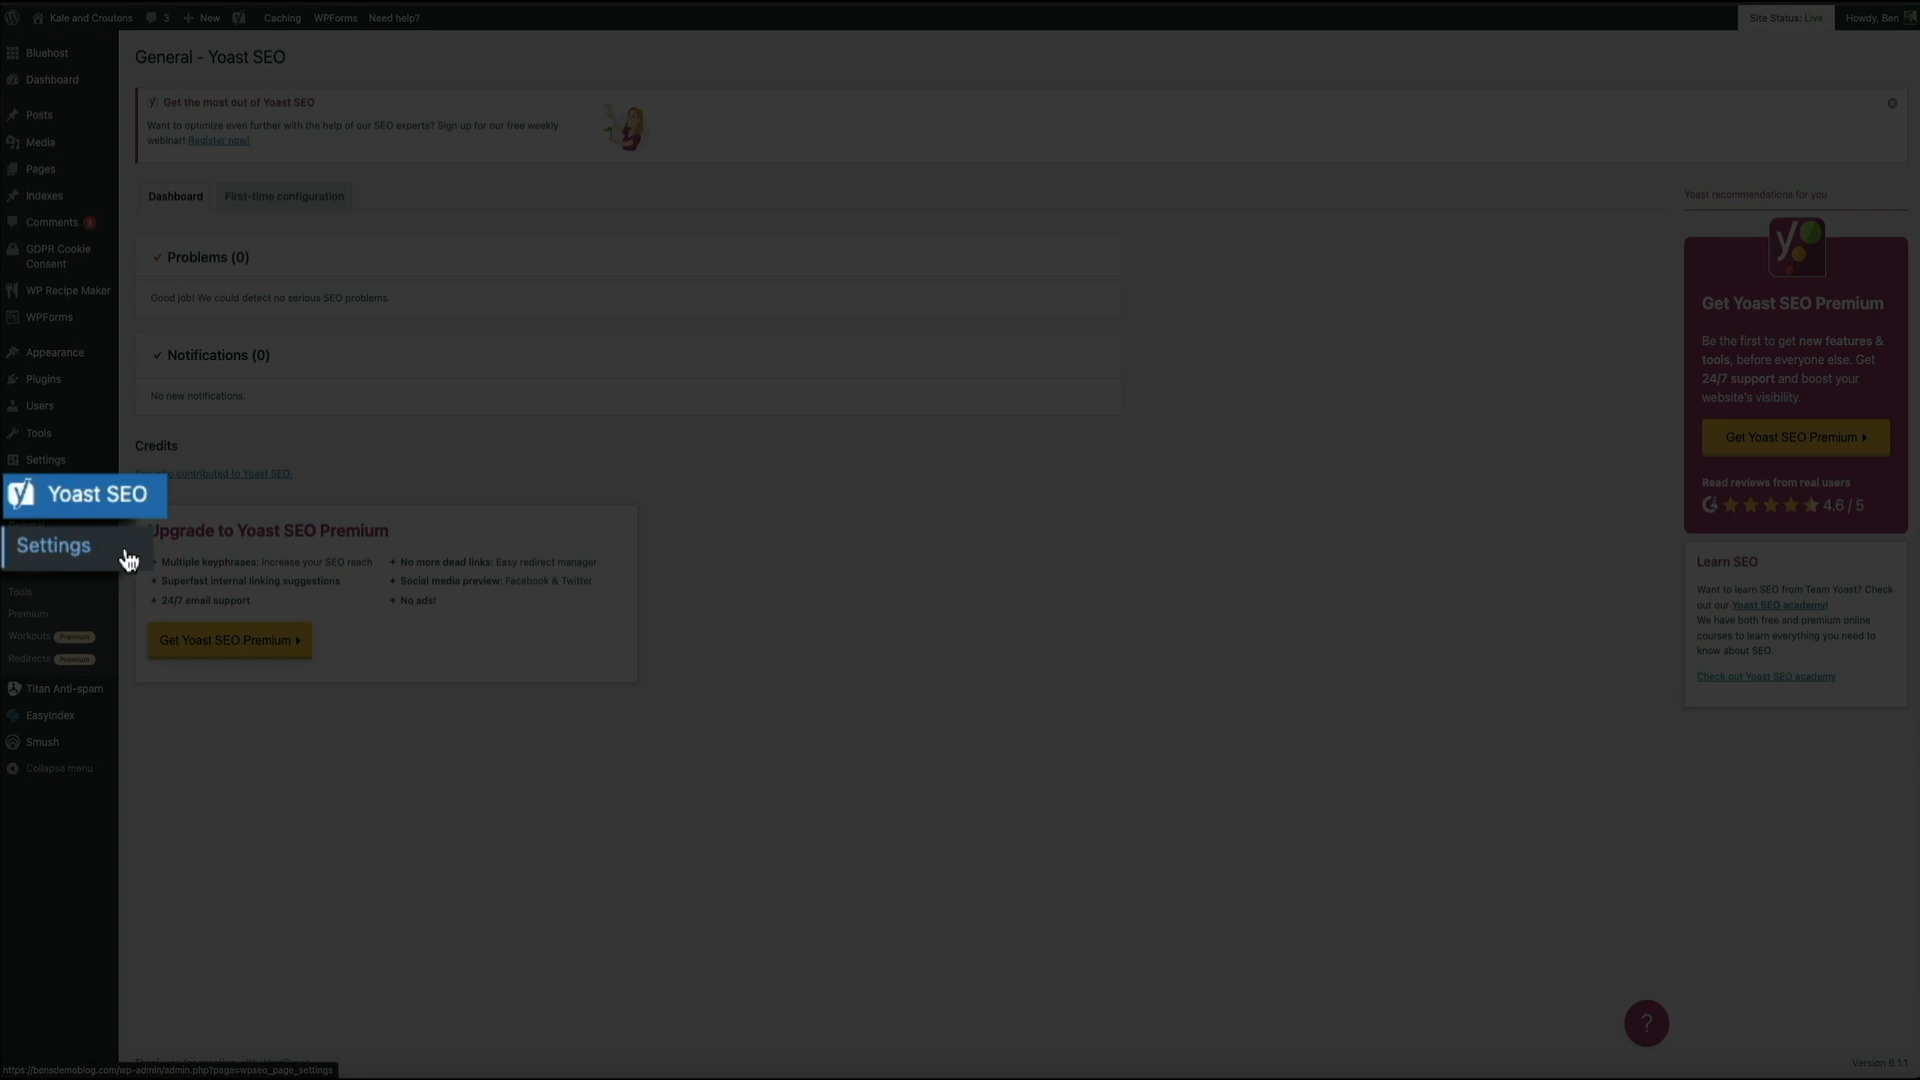 Kale and Croutons
3
New
Caching
WPForms
Need help?
Site Status: Live
Howdy, Ben
Bluehost
Dashboard
Posts
Media
Pages
Indexes
Comments
GDPR Cookie
Consent
WP Recipe Maker
WPForms
Appearance
Plugins
Users
Tools
Settings
Yoast SEO
Settings
Tools
Premium
Workouts Premium
Redirects Premium
Titan Anti-spam
EasyIndex
Smush
Collapse menu
General - Yoast SEO
Get the most out of Yoast SEO
Want to optimize even further with the help of our SEO experts? Sign up for our free weekly
webinar! Register now!
Dashboard
First-time configuration
Problems (0)
Good job! We could detect no serious SEO problems.
Notifications (0)
No new notifications.
Credits
contributed to Yoast SEO.
Upgrade to Yoast SEO Premium
+ Multiple keyphrases: Increase your SEO reach
+ Superfast internal linking suggestions
+ 24/7 email support
+ No more dead links: Easy redirect manager
+ Social media preview: Facebook & Twitter
+ No ads!
Get Yoast SEO Premium
Yoast recommendations for you
Get Yoast SEO Premium
Be the first to get new features &
tools, before everyone else. Get
24/7 support and boost your
website's visibility.
Get Yoast SEO Premium
Read reviews from real users
4.6 / 5
Learn SEO
Want to learn SEO from Team Yoast? Check
out our Yoast SEO academy!
We have both free and premium online
courses to learn everything you need to
know about SEO.
Check out Yoast SEO academy
?
https://bensdemoblog.com/wp-admin/admin.php?page=wpseo_page_settings
Version 6.1.1